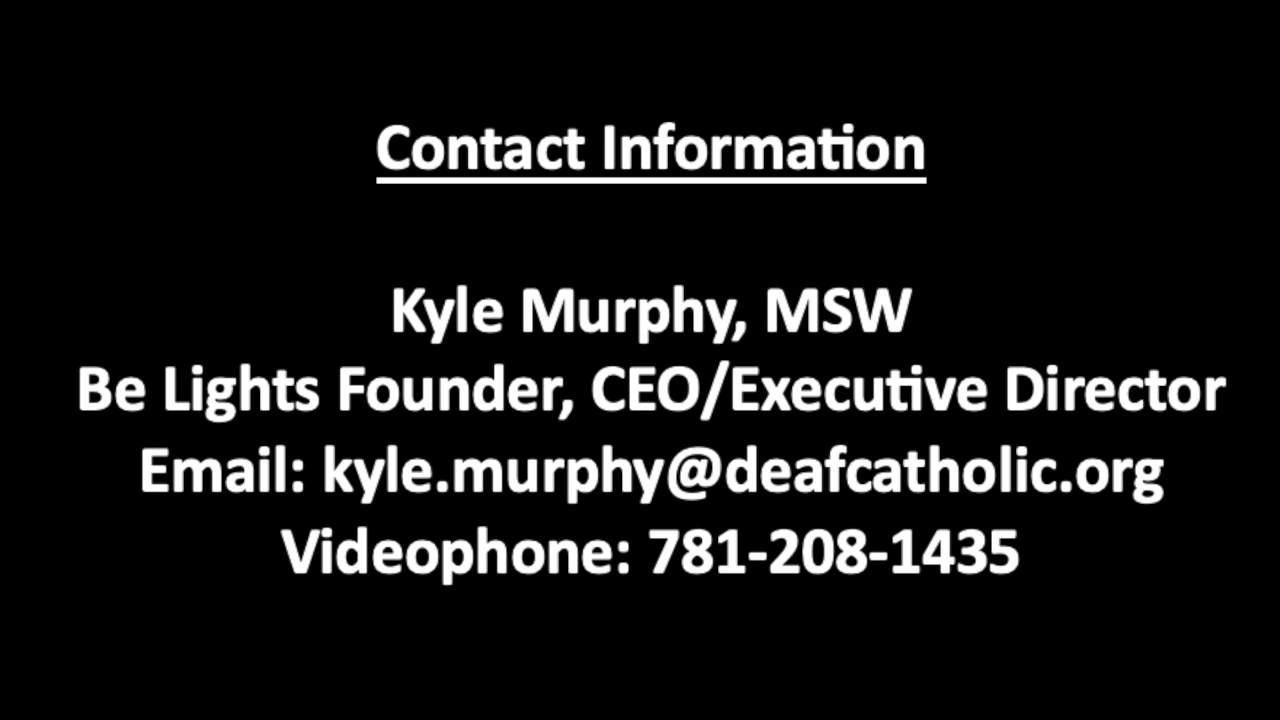 Contact Information
Kyle Murphy, MSW
Be Lights Founder, CEO/Executive Director
Email: kyle.murphy@deafcatholic.org
Videophone: 781-208-1435